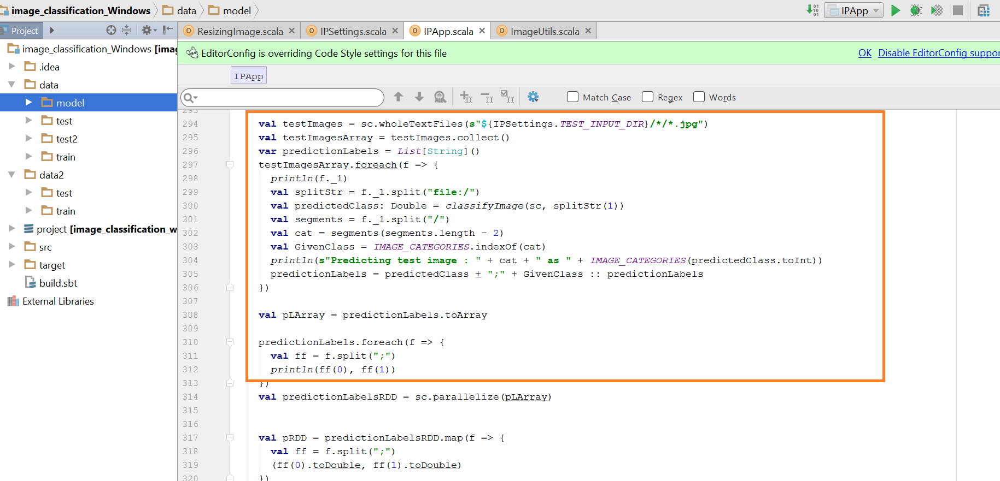 image_classification_Windows data model IPApp
Project ResizingImage.scala IPSettings.scala IPApp.scala ImageUtils.scala
image_classification_Windows
.idea
data
model
test
test2
train
data2
test
train
project
src
target
build.sbt
External Libraries
EditorConfig is overriding Code Style settings for this file OK Disable EditorConfig
IPApp
Match Case Regex Words
293
294 val testImages = sc.wholeTextFiles(s"${IPSettings.TEST_INPUT_DIR}/*/*.jpg")
295 val testImagesArray = testImages.collect()
296 var predictionLabels = List[String]()
297 testImagesArray.foreach(f => {
298 println(f._1)
299 val splitStr = f._1.split("file:/")
300 val predictedClass: Double = classifyImage(sc, splitStr(1))
301 val segments = f._1.split("/")
302 val cat = segments(segments.length - 2)
303 val GivenClass = IMAGE_CATEGORIES.indexOf(cat)
304 println(s"Predicting test image : " + cat + " as " + IMAGE_CATEGORIES(predictedClass.toInt))
305 predictionLabels = predictedClass + ";" + GivenClass :: predictionLabels
306 })
307
308 val pLArray = predictionLabels.toArray
309
310 predictionLabels.foreach(f => {
311 val ff = f.split(";")
312 println(ff(0), ff(1))
313 })
314 val predictionLabelsRDD = sc.parallelize(pLArray)
315
316
317 val pRDD = predictionLabelsRDD.map(f => {
318 val ff = f.split(";")
319 (ff(0).toDouble, ff(1).toDouble)
320 })